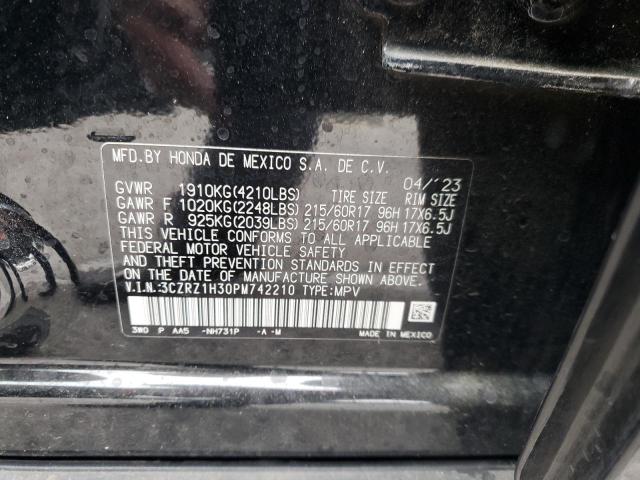 MFD.BY HONDA DE MEXICO S.A. DE C.V.
04/'23
GVWR 1910KG(4210LBS) TIRE SIZE RIM SIZE
GAWR F 1020KG(2248LBS) 215/60R17 96H 17X6.5J
GAWR R 925KG(2039LBS) 215/60R17 96H 17X6.5J
THIS VEHICLE CONFORMS TO ALL APPLICABLE
FEDERAL MOTOR VEHICLE SAFETY
AND THEFT PREVENTION STANDARDS IN EFFECT
ON THE DATE OF MANUFACTURE SHOWN ABOVE.
V.I.N.:3CZRZ1H30PM742210 TYPE:MPV
3W0 P AA5 -NH731P -A-M MADE IN MEXICO